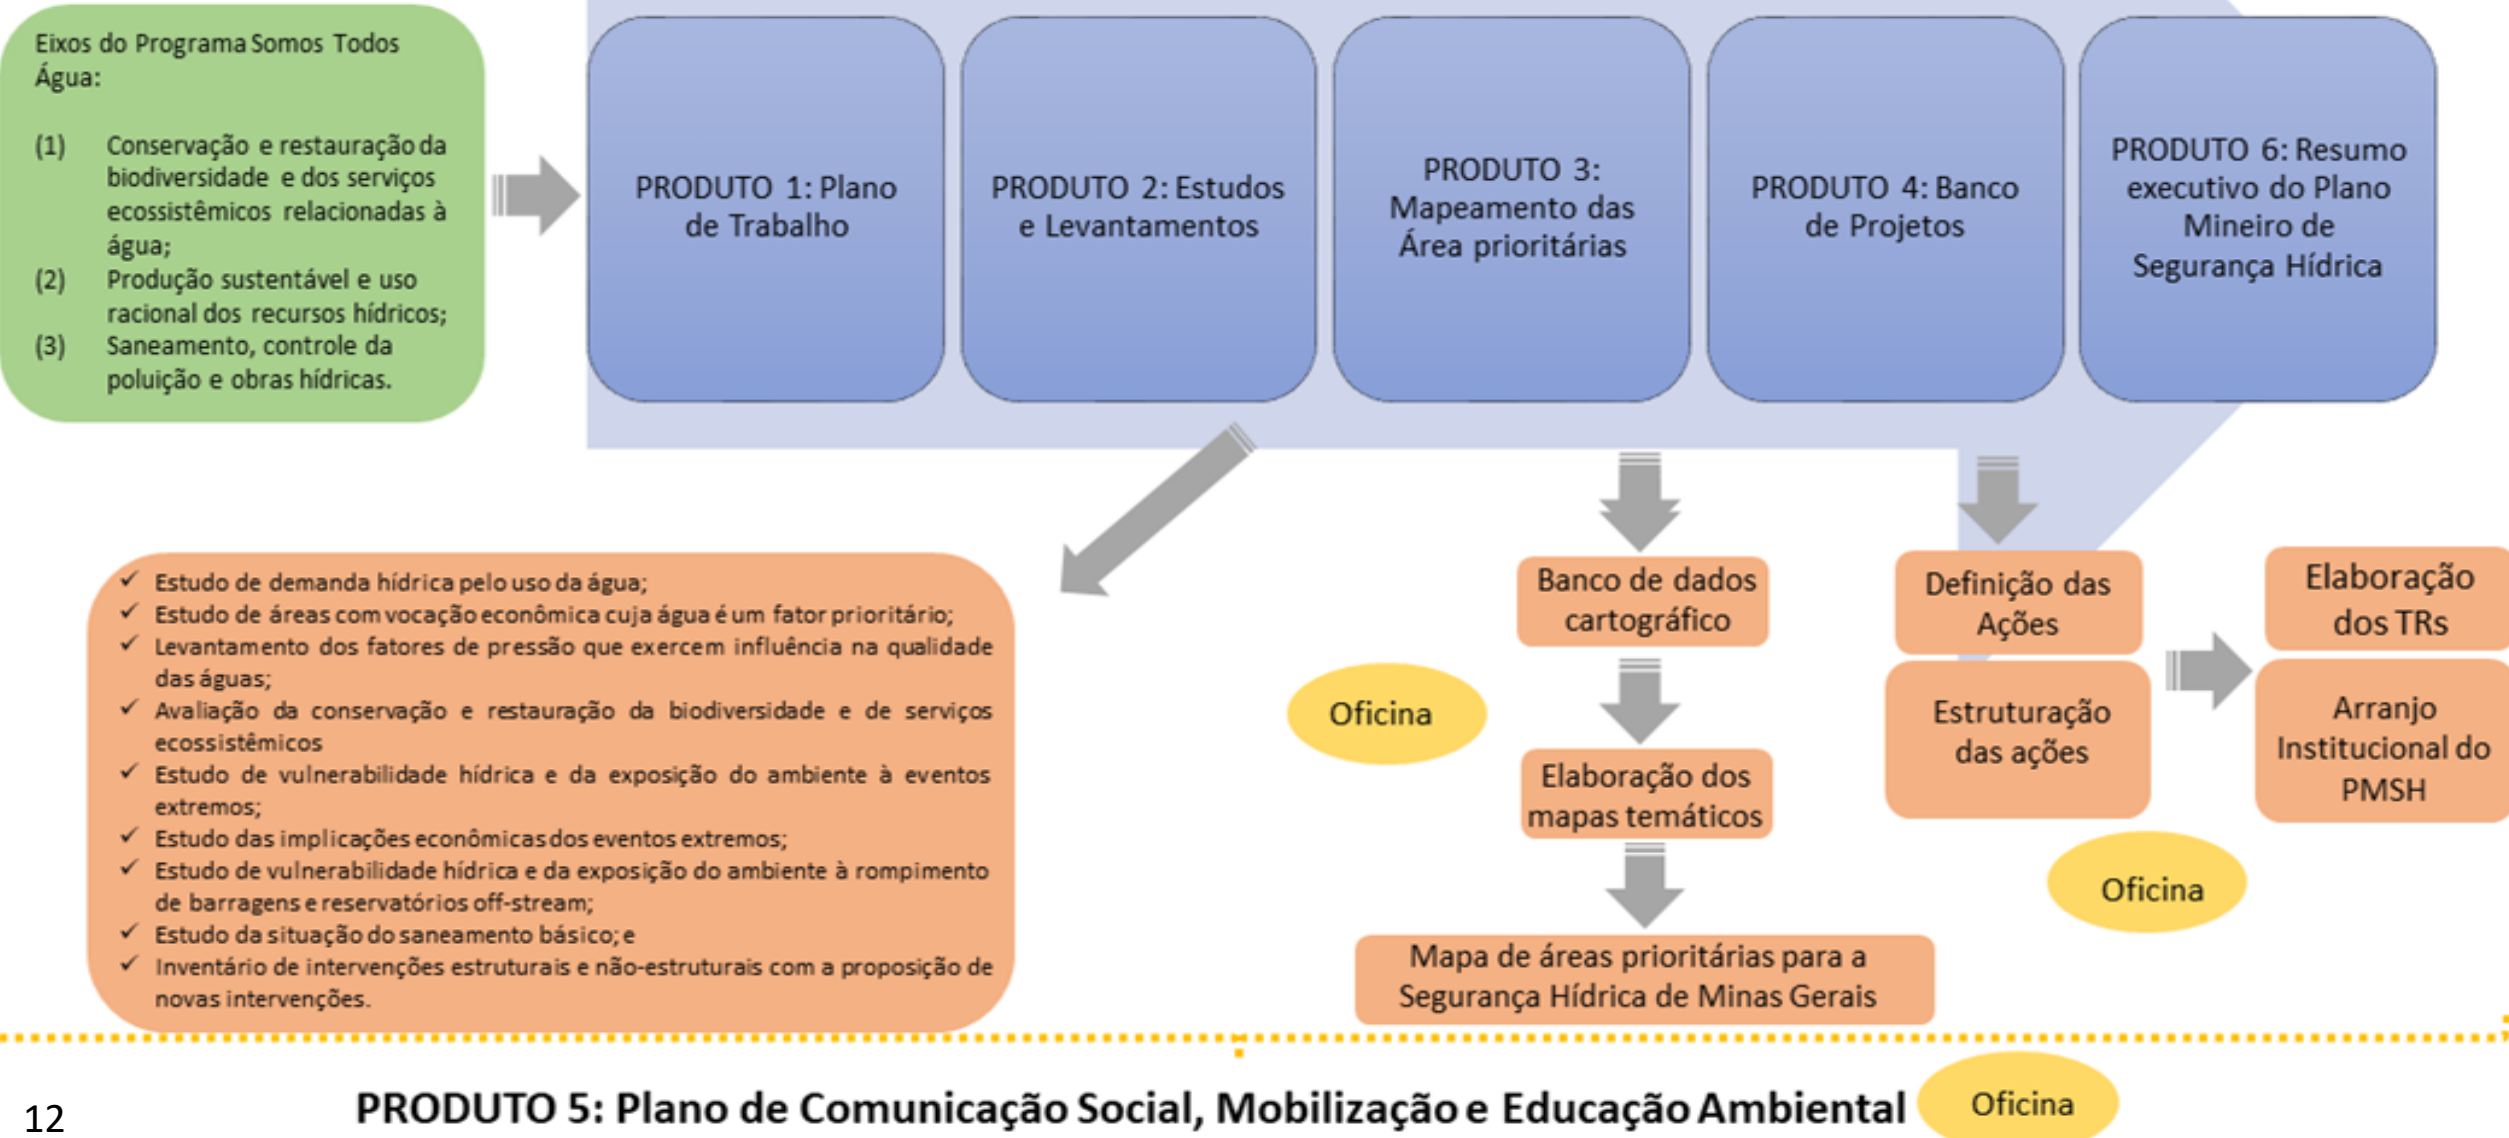 Eixos do Programa Somos Todos
Água:
(1) Conservação e restauração da
biodiversidade e dos serviços
ecossistêmicos relacionadas à
água;
(2) Produção sustentável e uso
racional dos recursos hídricos;
(3) Saneamento, controle da
poluição e obras hídricas.
PRODUTO 1: Plano
de Trabalho
PRODUTO 2: Estudos
e Levantamentos
PRODUTO 3:
Mapeamento das
Área prioritárias
PRODUTO 4: Banco
de Projetos
PRODUTO 6: Resumo
executivo do Plano
Mineiro de
Segurança Hídrica
✓ Estudo de demanda hídrica pelo uso da água;
✓ Estudo de áreas com vocação econômica cuja água é um fator prioritário;
✓ Levantamento dos fatores de pressão que exercem influência na qualidade
das águas;
✓ Avaliação da conservação e restauração da biodiversidade e de serviços
ecossistêmicos
✓ Estudo de vulnerabilidade hídrica e da exposição do ambiente à eventos
extremos;
✓ Estudo das implicações econômicas dos eventos extremos;
✓ Estudo de vulnerabilidade hídrica e da exposição do ambiente à rompimento
de barragens e reservatórios off-stream;
✓ Estudo da situação do saneamento básico; e
✓ Inventário de intervenções estruturais e não-estruturais com a proposição de
novas intervenções.
Oficina
Banco de dados
cartográfico
Elaboração dos
mapas temáticos
Mapa de áreas prioritárias para a
Segurança Hídrica de Minas Gerais
Definição das
Ações
Estruturação
das ações
Oficina
Elaboração
dos TRs
Arranjo
Institucional do
PMSH
PRODUTO 5: Plano de Comunicação Social, Mobilização e Educação Ambiental
Oficina
12